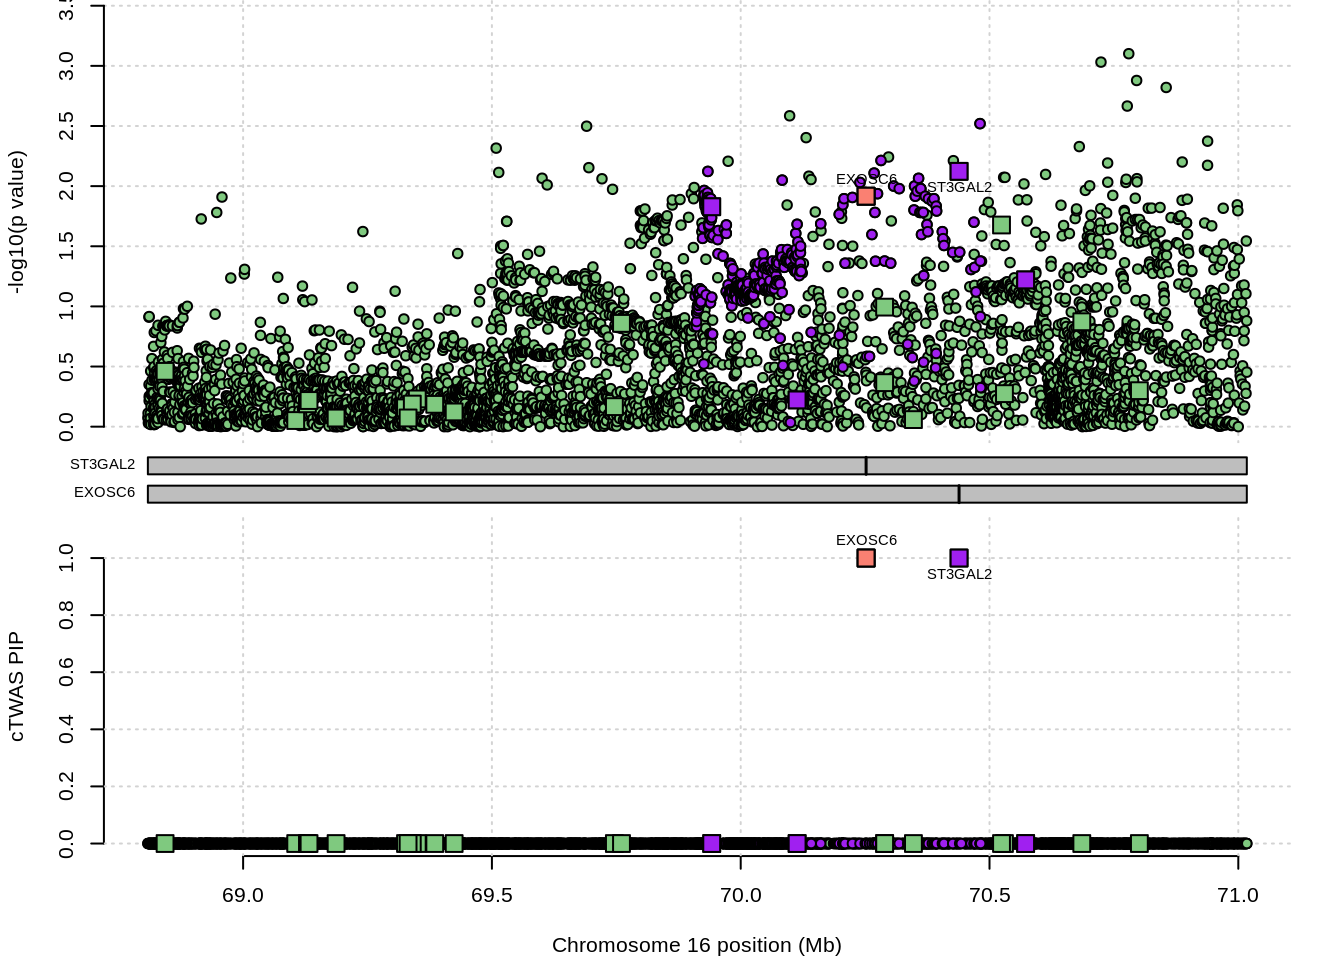 3.5
3.0
2.5
2.0
1.5
1.0
0.5
0.0
-log10(p value)
EXOSC6
ST3GAL2
ST3GAL2
EXOSC6
EXOSC6
ST3GAL2
1.0
0.8
0.6
0.4
0.2
0.0
cTWAS PIP
69.0 69.5 70.0 70.5 71.0
Chromosome 16 position (Mb)